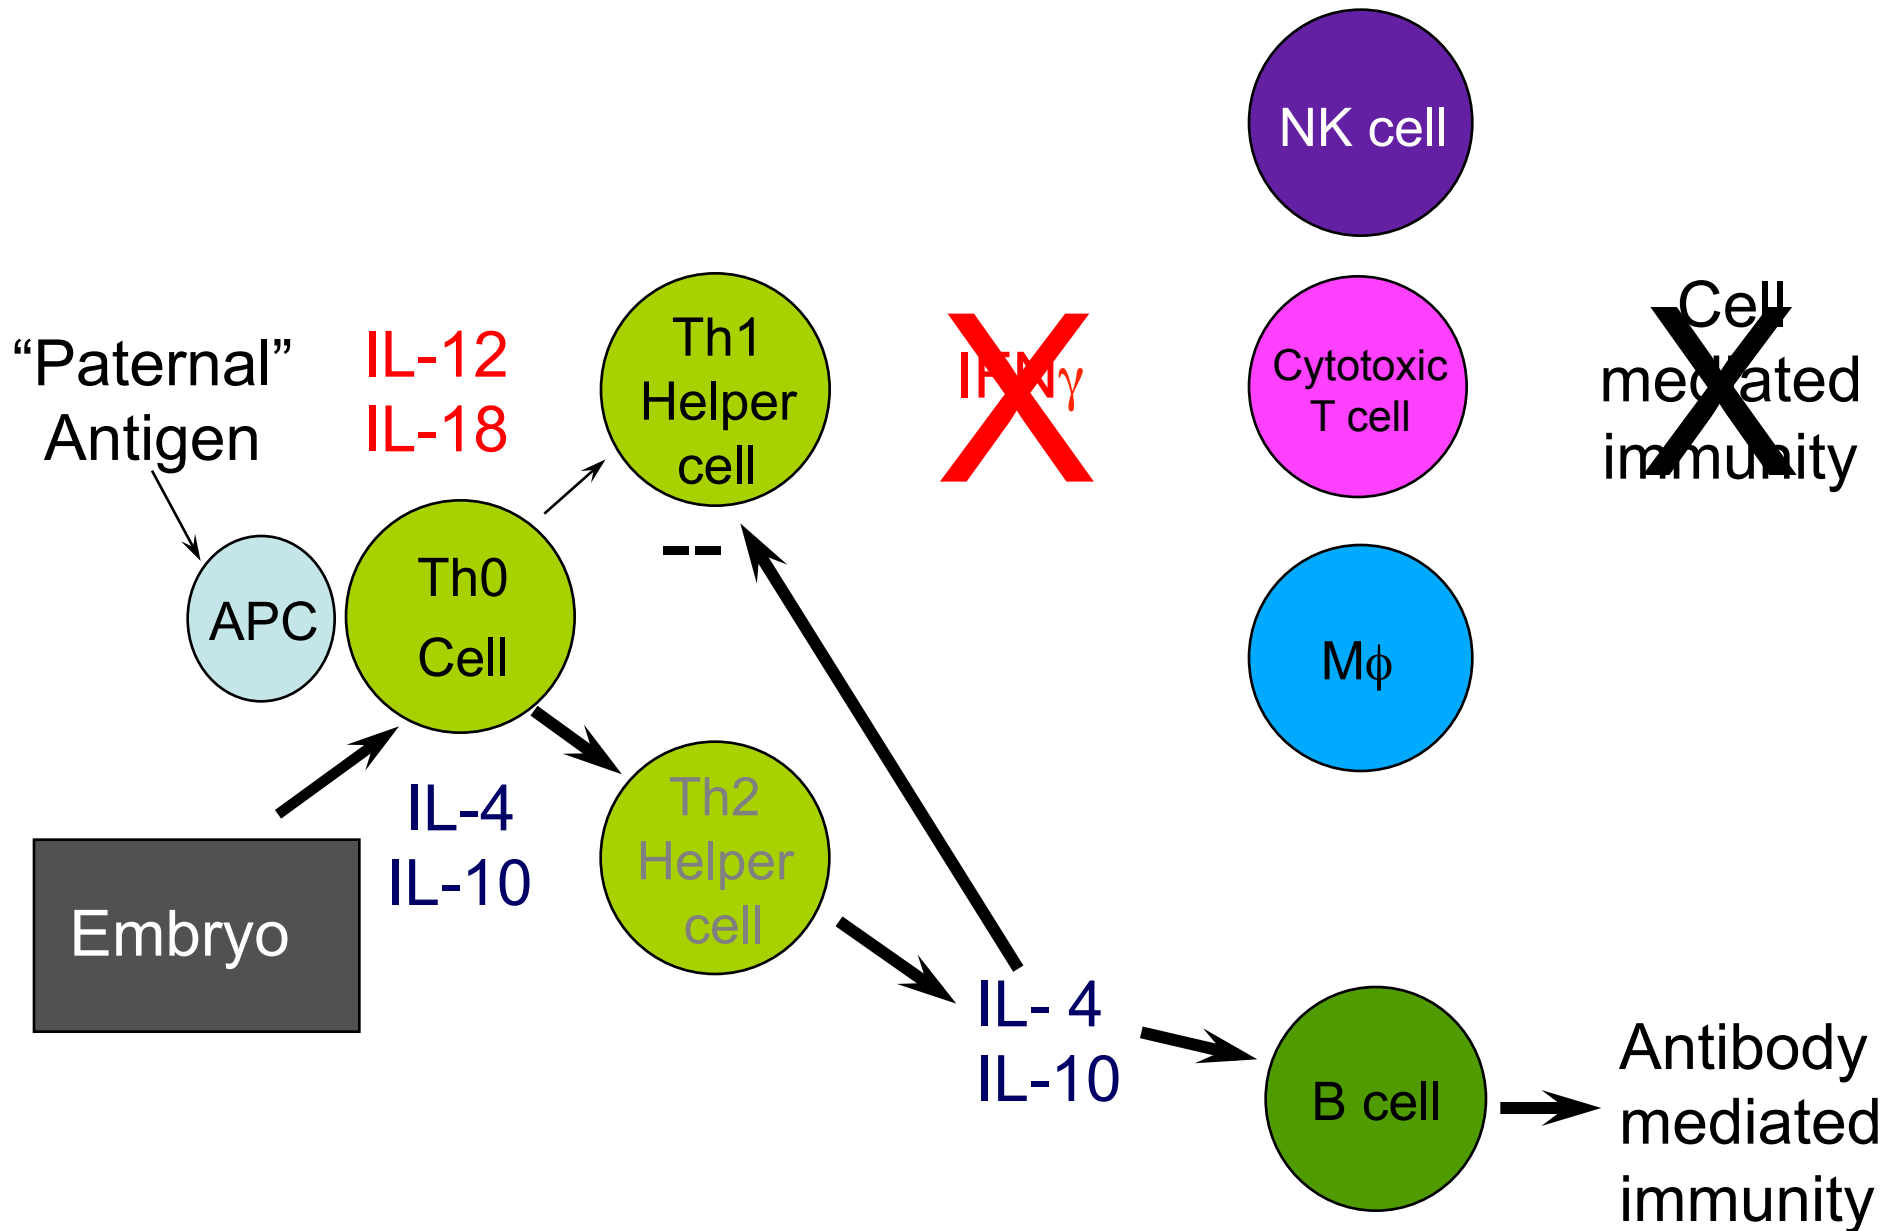 NK cell
“Paternal”
Antigen
IL-12
IL-18
Th1
Helper
cell
IFNγ
X
Cytotoxic
T cell
Cell
mediated
immunity
X
--
APC
Th0
Cell
Mϕ
Embryo
IL-4
IL-10
Th2
Helper
cell
IL- 4
IL-10
B cell
Antibody
mediated
immunity